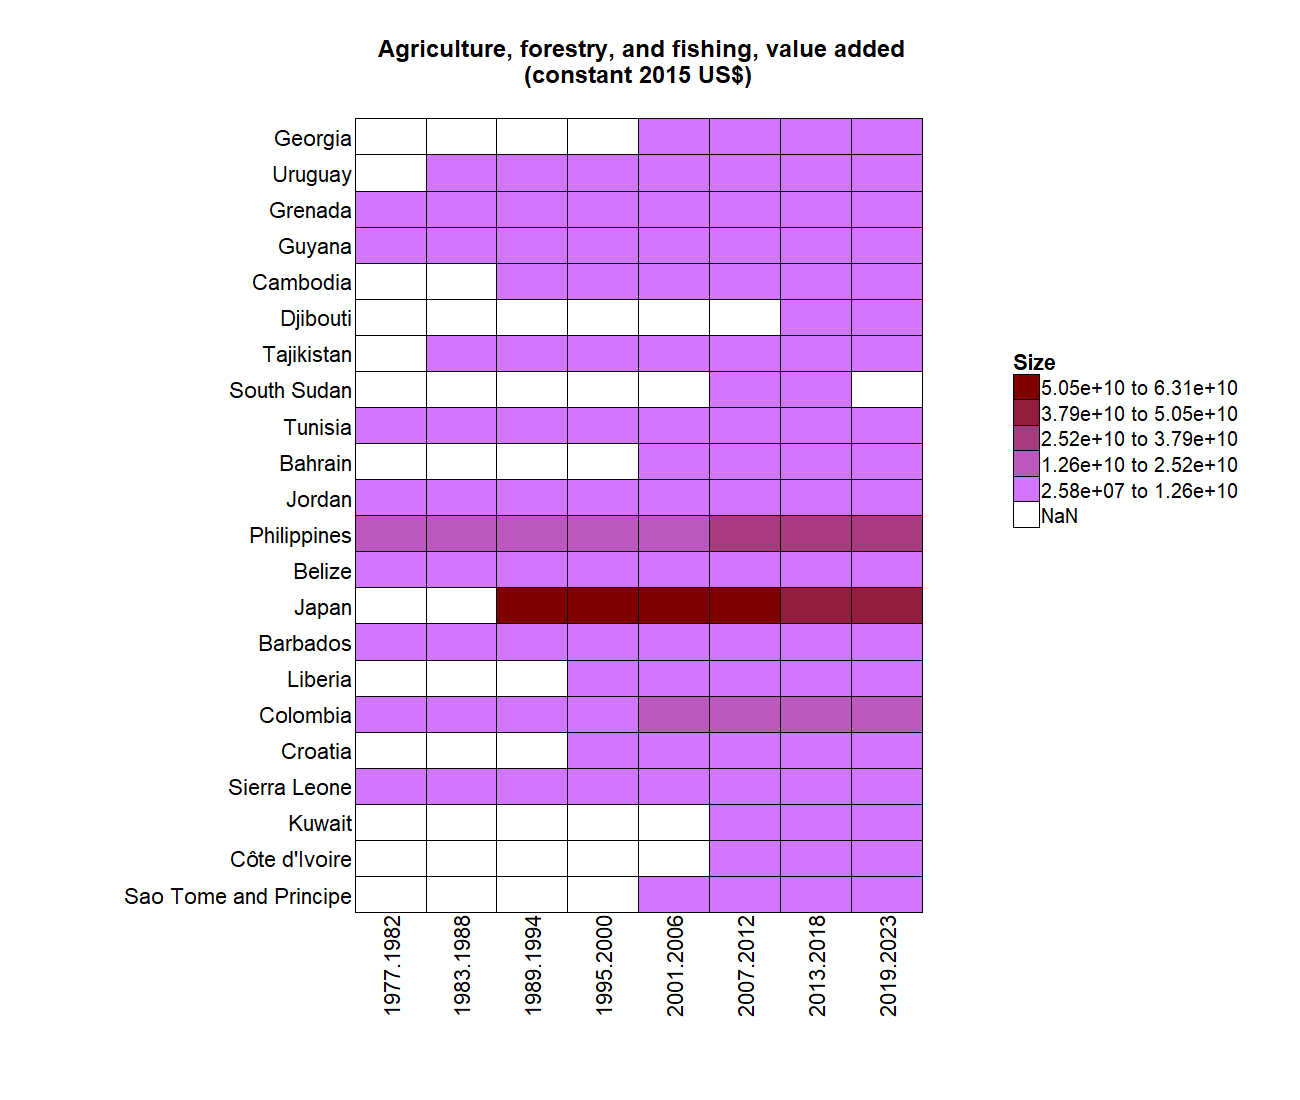 Agriculture, forestry, and fishing, value added
(constant 2015 US$)
Georgia
Uruguay
Grenada
Guyana
Cambodia
Djibouti
Tajikistan
South Sudan
Tunisia
Bahrain
Jordan
Philippines
Belize
Japan
Barbados
Liberia
Colombia
Croatia
Sierra Leone
Kuwait
Côte d'Ivoire
Sao Tome and Principe
1977.1982
1983.1988
1989.1994
1995.2000
2001.2006
2007.2012
2013.2018
2019.2023
Size
5.05e+10 to 6.31e+10
3.79e+10 to 5.05e+10
2.52e+10 to 3.79e+10
1.26e+10 to 2.52e+10
2.58e+07 to 1.26e+10
NaN